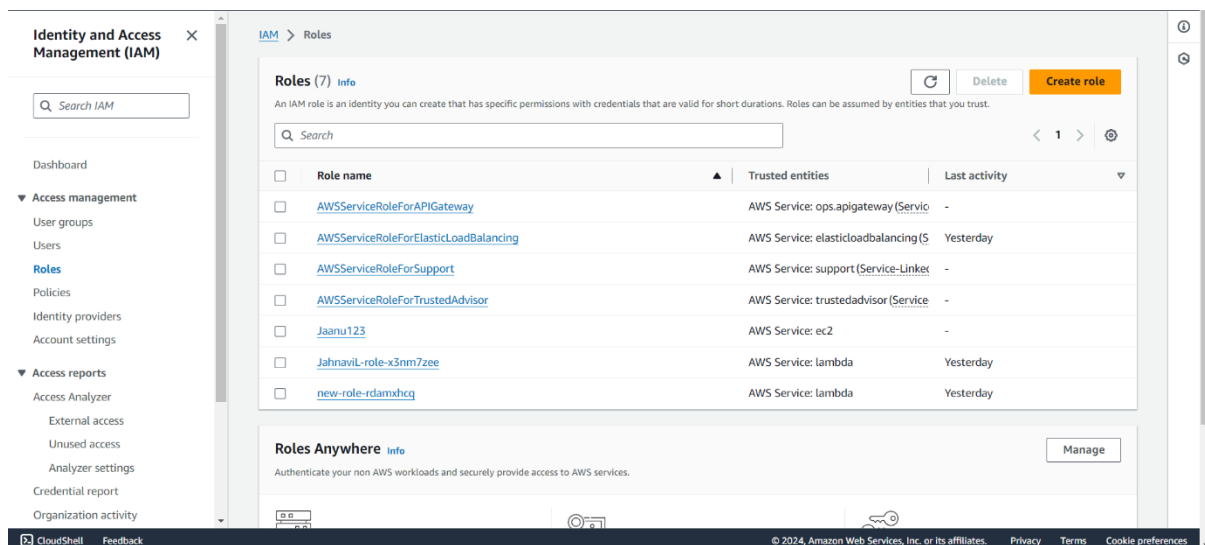 Identity and Access
Management (IAM)
Search IAM
Dashboard
Access management
User groups
Users
Roles
Policies
Identity providers
Account settings
Access reports
Access Analyzer
External access
Unused access
Analyzer settings
Credential report
Organization activity
IAM > Roles
Roles (7) Info
Delete
Create role
An IAM role is an identity you can create that has specific permissions with credentials that are valid for short durations. Roles can be assumed by entities that you trust.
Search
< 1 >
Role name Trusted entities Last activity
AWSServiceRoleForAPIGateway AWS Service: ops.apigateway (Servic -
AWSServiceRoleForElasticLoadBalancing AWS Service: elasticloadbalancing (S Yesterday
AWSServiceRoleForSupport AWS Service: support (Service-Linked -
AWSServiceRoleForTrustedAdvisor AWS Service: trustedadvisor (Service -
Jaanu123 AWS Service: ec2 -
JahnaviL-role-x3nm7zee AWS Service: lambda Yesterday
new-role-rdamxhcq AWS Service: lambda Yesterday
Roles Anywhere Info
Manage
Authenticate your non AWS workloads and securely provide access to AWS services.
CloudShell Feedback © 2024, Amazon Web Services, Inc. or its affiliates. Privacy Terms Cookie preferences